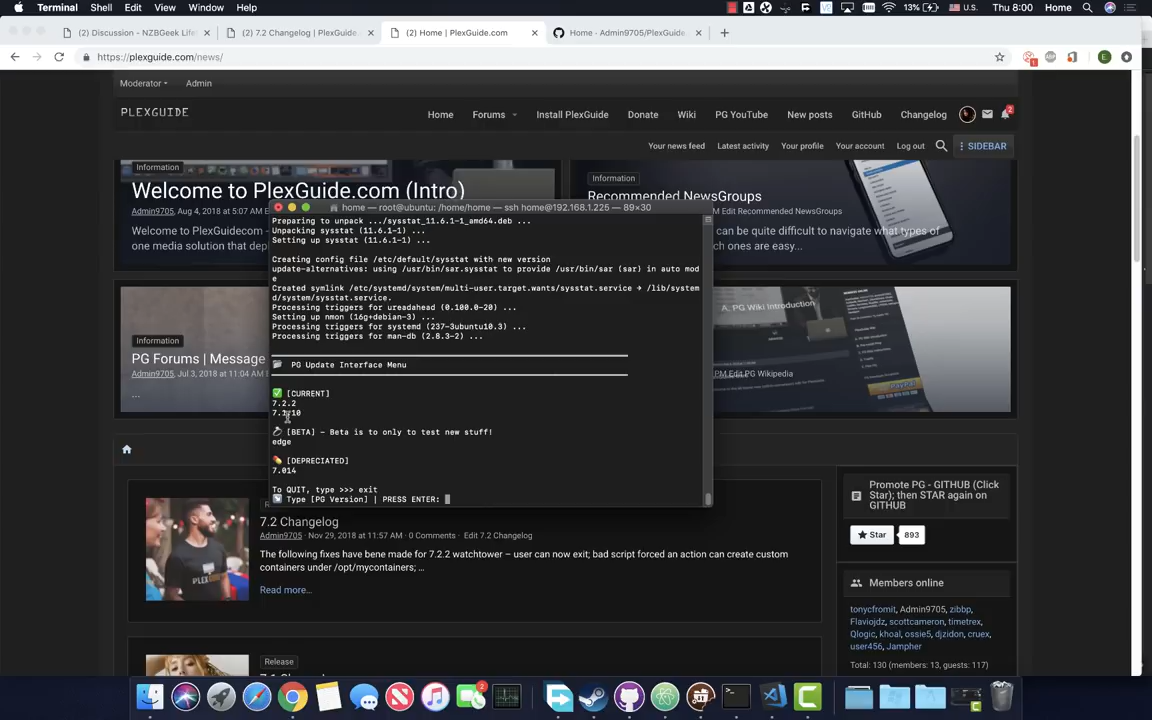 Terminal Shell Edit View Window Help
13% U.S. Thu 8:00 Home
(2) Discussion - NZBGeek Life
(2) 7.2 Changelog | PlexGuide.
(2) Home | PlexGuide.com
Home · Admin9705/PlexGuide.
https://plexguide.com/news/
Moderator Admin
PLEXGUIDE
Home Forums Install PlexGuide Donate Wiki PG YouTube New posts GitHub Changelog 2
Your news feed Latest activity Your profile Your account Log out SIDEBAR
Information
Welcome to PlexGuide.com (Intro)
Admin9705, Aug 4, 2018 at 5:07 AM
Welcome to Plexguidecom -
one media solution that dep
Information
Recommended NewsGroups
PM Edit Recommended NewsGroups
can be quite difficult to navigate what types of
ich ones are easy...
home — root@ubuntu: /home/home — ssh home@192.168.1.225 — 89×30
Preparing to unpack .../sysstat_11.6.1-1_amd64.deb ...
Unpacking sysstat (11.6.1-1) ...
Setting up sysstat (11.6.1-1) ...
Creating config file /etc/default/sysstat with new version
update-alternatives: using /usr/bin/sar.sysstat to provide /usr/bin/sar (sar) in auto mod
e
Created symlink /etc/systemd/system/multi-user.target.wants/sysstat.service → /lib/system
d/system/sysstat.service.
Processing triggers for ureadahead (0.100.0-20) ...
Setting up nmon (16g+debian-3) ...
Processing triggers for systemd (237-3ubuntu10.3) ...
Processing triggers for man-db (2.8.3-2) ...
PG Update Interface Menu
[CURRENT]
7.2.2
7.1.10
[BETA] - Beta is to only to test new stuff!
edge
[DEPRECIATED]
7.014
To QUIT, type >>> exit
Type [PG Version] | PRESS ENTER:
Information
PG Forums | Message
Admin9705, Jul 3, 2018 at 11:04 AM
...
PG Wiki Introduction
PM Edit PG Wikipedia
7.2 Changelog
Admin9705 · Nov 29, 2018 at 11:57 AM · 0 Comments · Edit 7.2 Changelog
The following fixes have bene made for 7.2.2 watchtower – user can now exit; bad script forced an action can create custom
containers under /opt/mycontainers; ...
Read more...
Release
Promote PG - GITHUB (Click
Star); then STAR again on
GITHUB
Star 893
Members online
tonycfromit, Admin9705, zibbp,
Flaviojdz, scottcameron, timetrex,
Qlogic, khoal, ossie5, djzidon, cruex,
user456, Jampher
Total: 130 (members: 13, guests: 117)